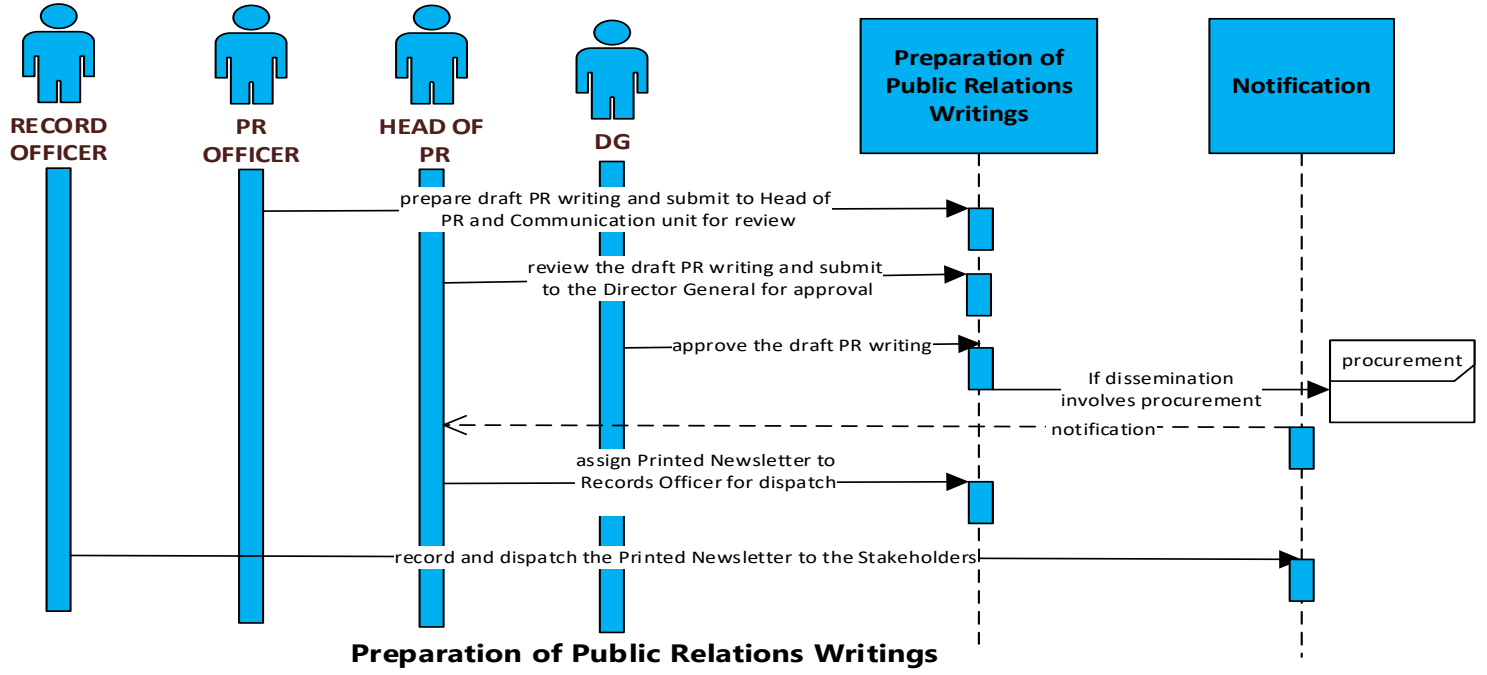 RECORD
OFFICER
PR
OFFICER
HEAD OF
PR
DG
Preparation of
Public Relations
Writings
Notification
prepare draft PR writing and submit to Head of
PR and Communication unit for review
review the draft PR writing and submit
to the Director General for approval
approve the draft PR writing
procurement
If dissemination
involves procurement
notification
assign Printed Newsletter to
Records Officer for dispatch
record and dispatch the Printed Newsletter to the Stakeholders
Preparation of Public Relations Writings